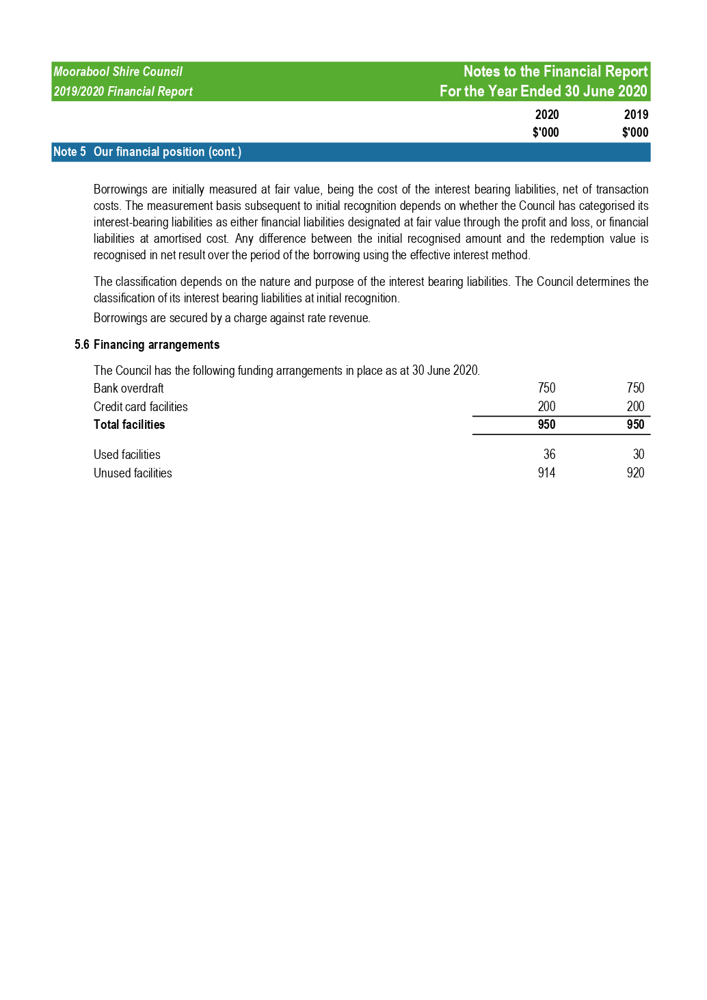 Moorabool Shire Council Notes to the Financial Report
2019/2020 Financial Report For the Year Ended 30 June 2020
2020 2019
$'000 $'000
Note 5 Our financial position (cont.)
Borrowings are initially measured at fair value, being the cost of the interest bearing liabilities, net of transaction
costs. The measurement basis subsequent to initial recognition depends on whether the Council has categorised its
interest-bearing liabilities as either financial liabilities designated at fair value through the profit and loss, or financial
liabilities at amortised cost. Any difference between the initial recognised amount and the redemption value is
recognised in net result over the period of the borrowing using the effective interest method.
The classification depends on the nature and purpose of the interest bearing liabilities. The Council determines the
classification of its interest bearing liabilities at initial recognition.
Borrowings are secured by a charge against rate revenue.
5.6 Financing arrangements
The Council has the following funding arrangements in place as at 30 June 2020.
Bank overdraft 750 750
Credit card facilities 200 200
Total facilities 950 950
Used facilities 36 30
Unused facilities 914 920